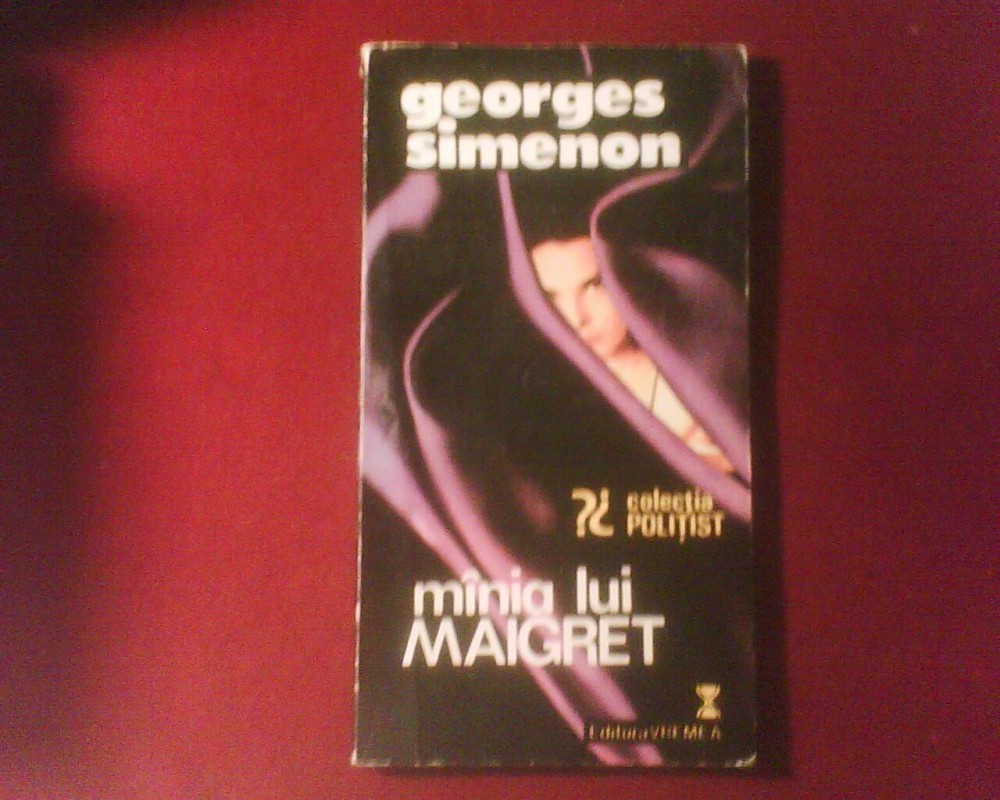 georges
simenon
?¿ colecția
POLIȚIST
mînia lui
MAIGRET
Editura VREMEA